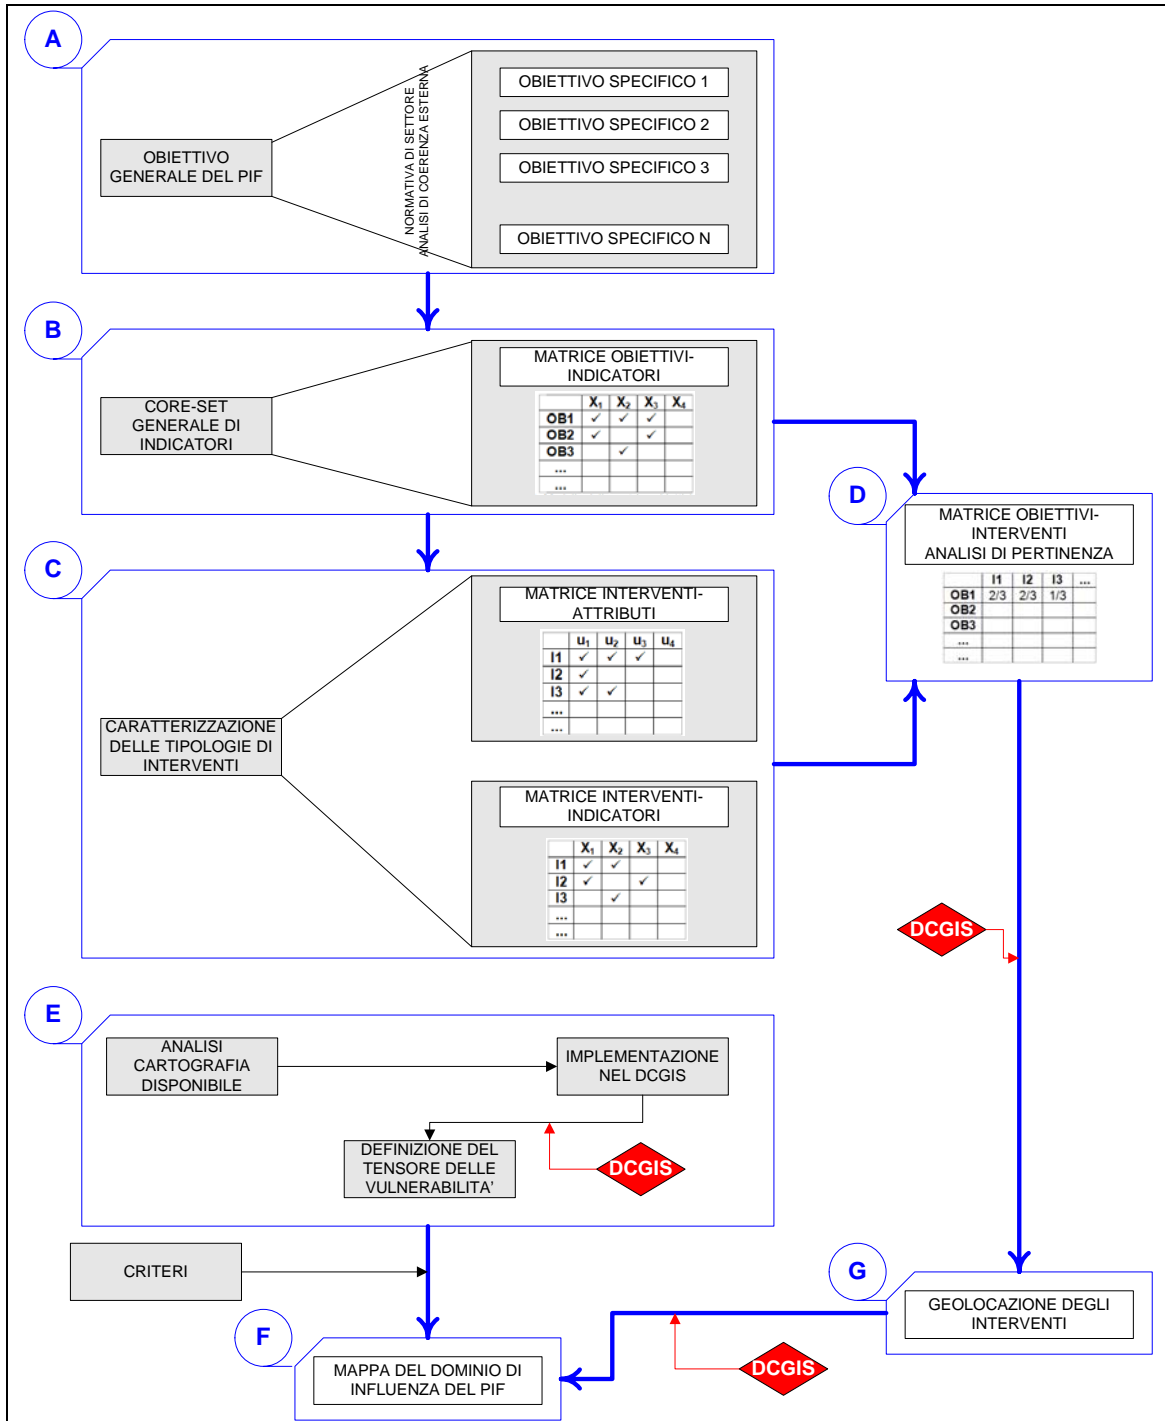 A
NORMATIVA DI SETTORE
ANALISI DI COERENZA ESTERNA
OBIETTIVO SPECIFICO 1
OBIETTIVO SPECIFICO 2
OBIETTIVO
GENERALE DEL PIF
OBIETTIVO SPECIFICO 3
OBIETTIVO SPECIFICO N
B
MATRICE OBIETTIVI-
INDICATORI
CORE-SET
GENERALE DI
INDICATORI
X₁ X₂ X₃ X₄
OB1 ✓ ✓ ✓
OB2 ✓ ✓
OB3 ✓
...
...
D
MATRICE OBIETTIVI-
INTERVENTI
ANALISI DI PERTINENZA
I1 I2 I3 ...
OB1 2/3 2/3 1/3
OB2
OB3
...
...
C
MATRICE INTERVENTI-
ATTRIBUTI
u₁ u₂ u₃ u₄
I1 ✓ ✓ ✓
I2 ✓
I3 ✓ ✓
...
...
CARATTERIZZAZIONE
DELLE TIPOLOGIE DI
INTERVENTI
MATRICE INTERVENTI-
INDICATORI
X₁ X₂ X₃ X₄
I1 ✓ ✓
I2 ✓ ✓
I3 ✓
...
...
DCGIS
E
ANALISI
CARTOGRAFIA
DISPONIBILE
IMPLEMENTAZIONE
NEL DCGIS
DEFINIZIONE DEL
TENSORE DELLE
VULNERABILITA'
DCGIS
CRITERI
G
GEOLOCAZIONE DEGLI
INTERVENTI
F
MAPPA DEL DOMINIO DI
INFLUENZA DEL PIF
DCGIS